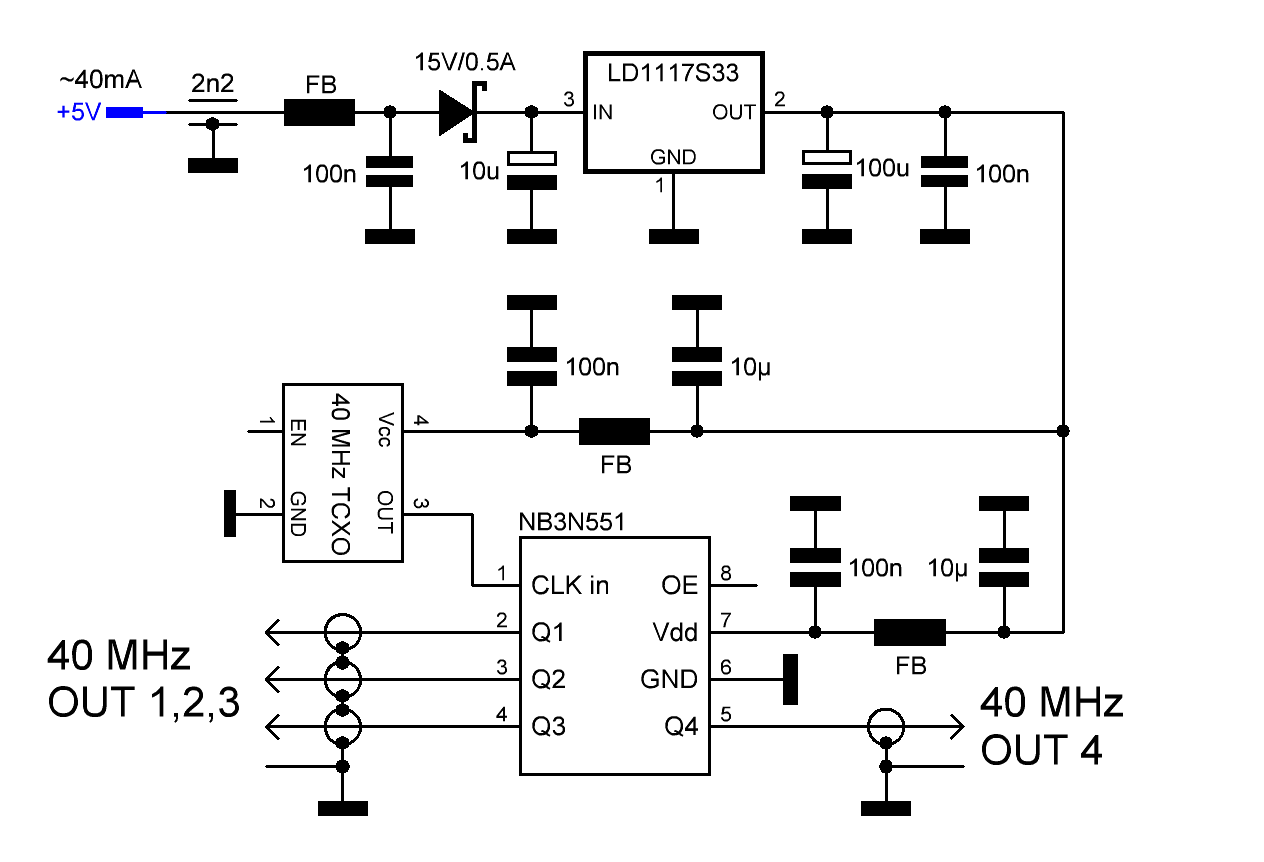 15V/0.5A
~40mA
2n2
FB
LD1117S33
+5V
3
IN
OUT
2
GND
1
100n
10u
100u
100n
100n
10µ
40 MHz TCXO
1
EN
Vcc
4
2
GND
OUT
3
FB
NB3N551
100n
10µ
1
CLK in
OE
8
2
Q1
Vdd
7
FB
3
Q2
GND
6
4
Q3
Q4
5
40 MHz
OUT 1,2,3
40 MHz
OUT 4